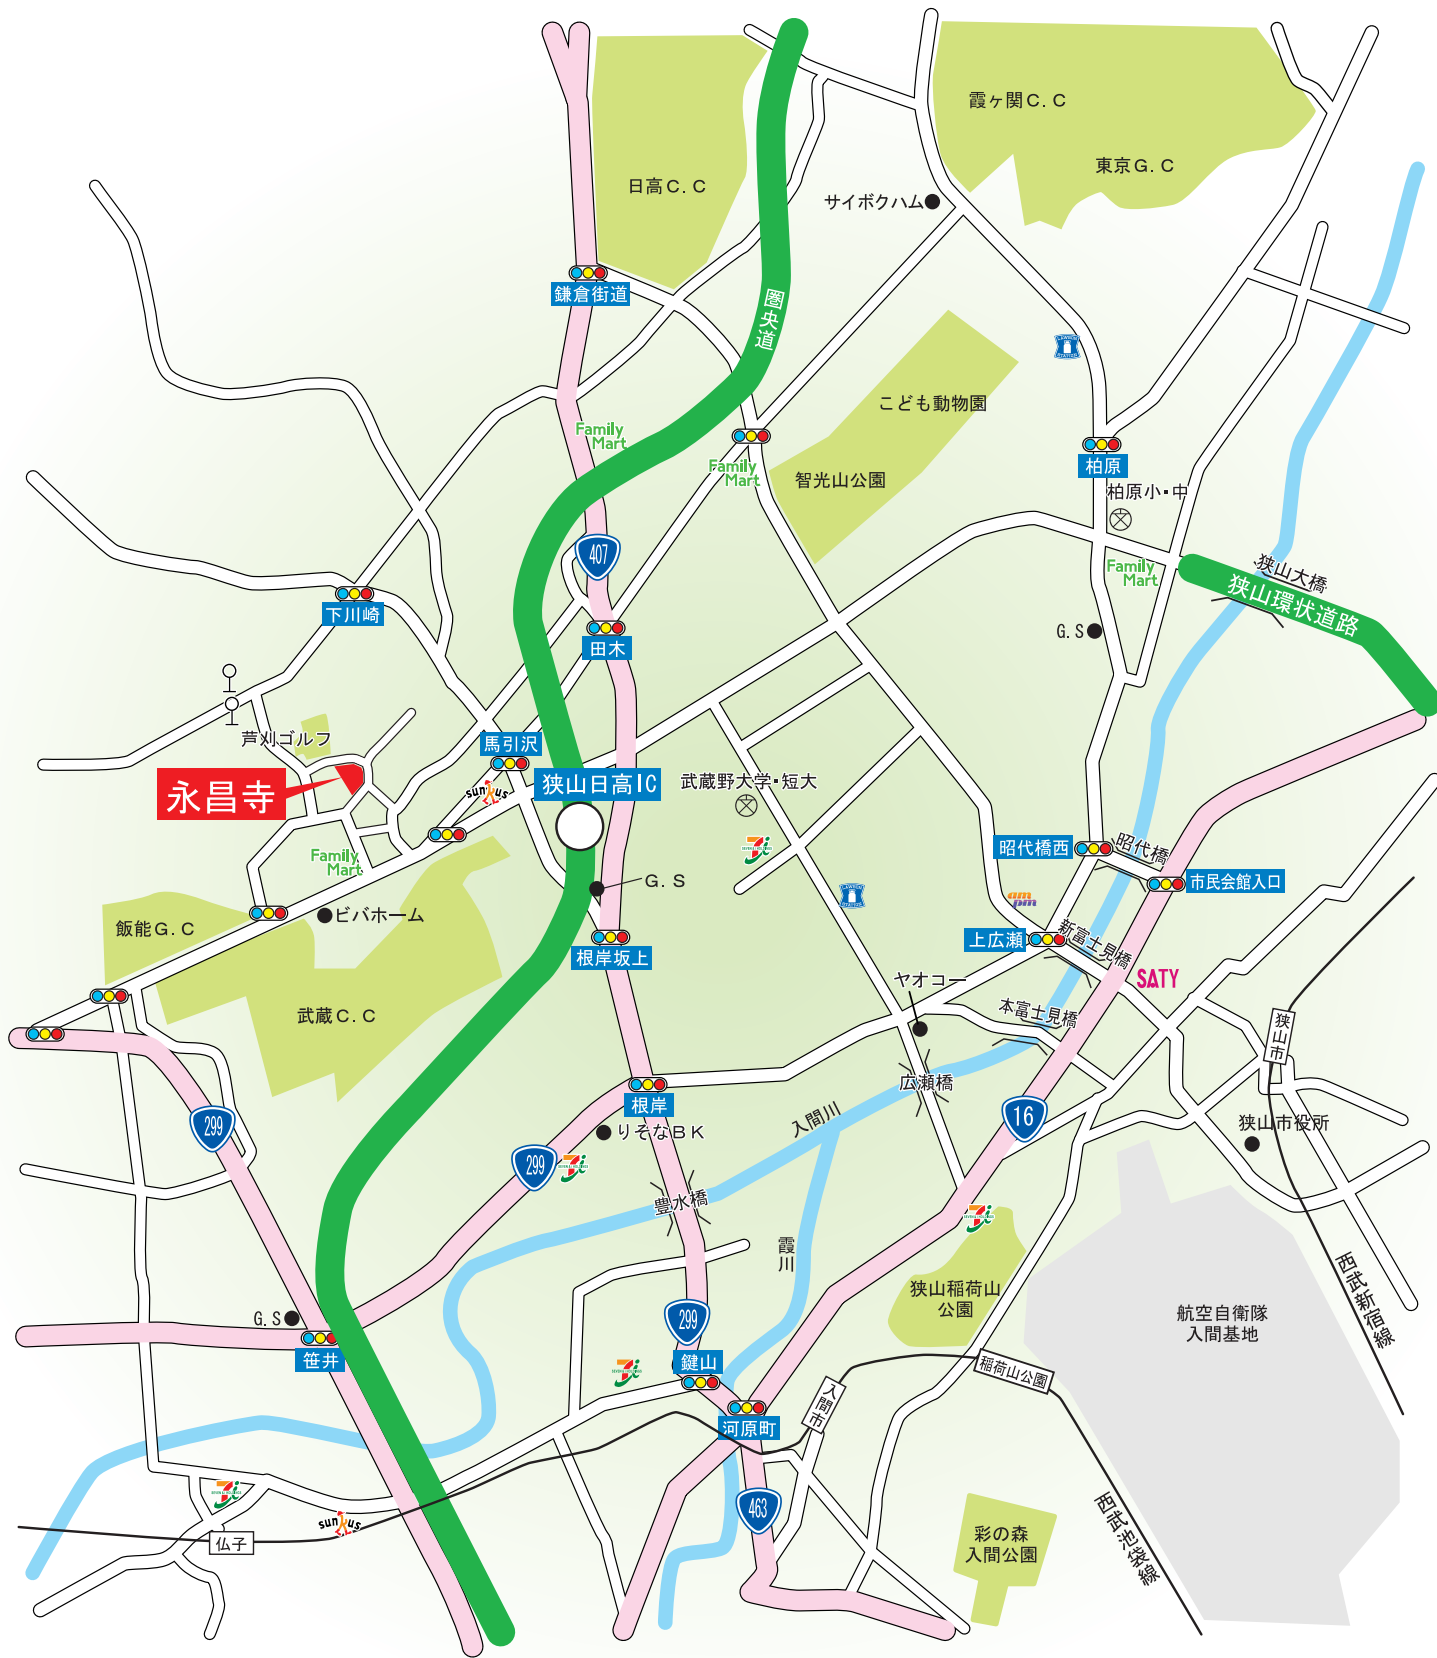 霞ヶ関C.C
東京G.C
日高C.C
サイボクハム
鎌倉街道
圏央道
LAWSON
STATION
こども動物園
Family
Mart
Family
Mart
智光山公園
柏原
柏原小・中
407
Family
Mart
狭山大橋
狭山環状道路
下川崎
田木
G.S
芦刈ゴルフ
馬引沢
永昌寺
sunkus
狭山日高IC
武蔵野大学・短大
昭代橋西
昭代橋
Family
Mart
市民会館入口
G.S
LAWSON
STATION
am
pm
飯能G.C
ビバホーム
上広瀬
新富士見橋
根岸坂上
SATY
ヤオコー
武蔵C.C
本富士見橋
狭山市
広瀬橋
根岸
299
16
入間川
りそなBK
狭山市役所
299
豊水橋
霞川
狭山稲荷山
公園
西武新宿線
航空自衛隊
入間基地
G.S
299
笹井
鍵山
稲荷山公園
入間市
河原町
463
西武池袋線
sunkus
仏子
彩の森
入間公園